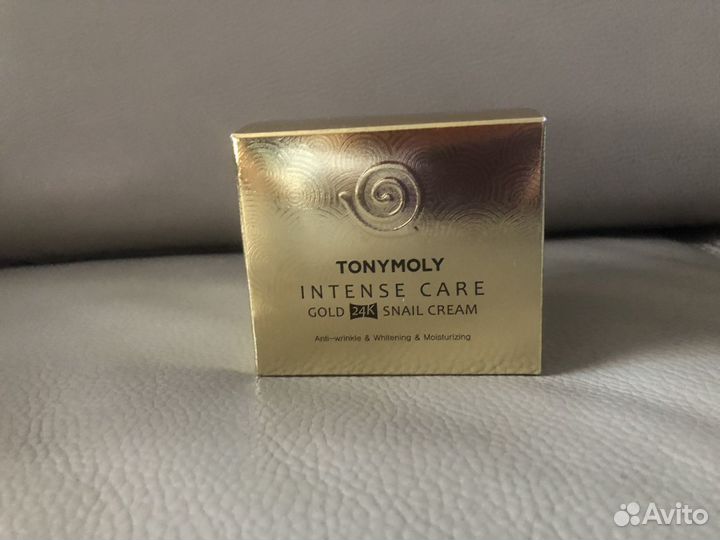 TONYMOLY
INTENSE CARE
GOLD 24K SNAIL CREAM
Anti-wrinkle & Whitening & Moisturizing
Avito